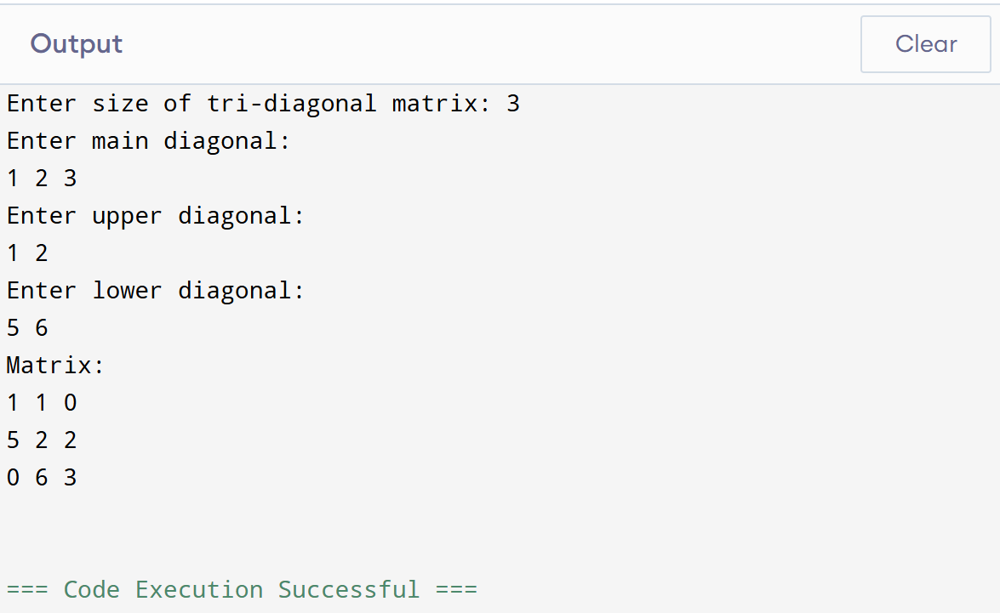 Output
Clear
Enter size of tri-diagonal matrix: 3
Enter main diagonal:
1 2 3
Enter upper diagonal:
1 2
Enter lower diagonal:
5 6
Matrix:
1 1 0
5 2 2
0 6 3
=== Code Execution Successful ===